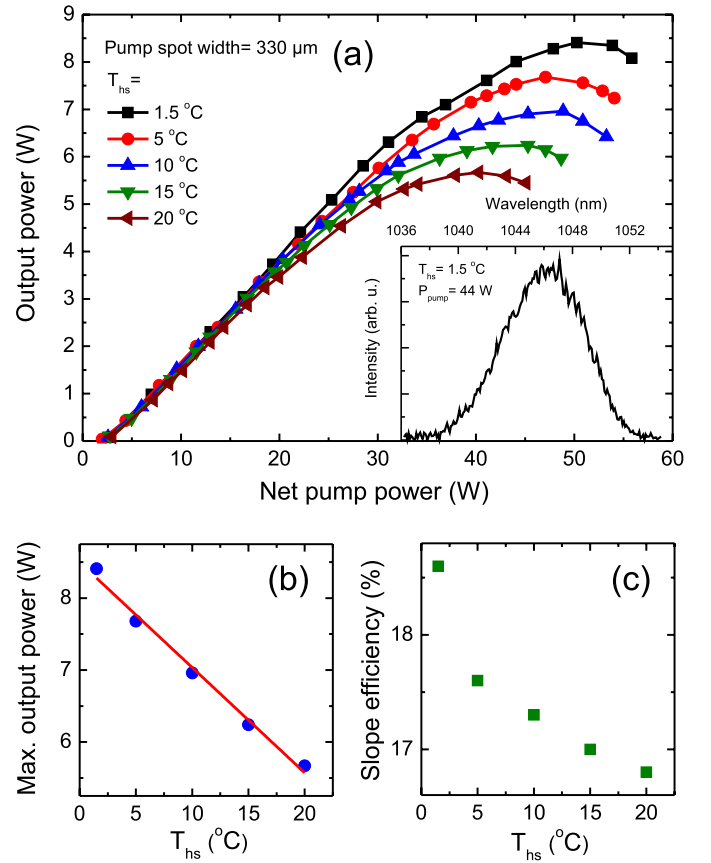 (a)
Pump spot width= 330 µm
T_hs=
1.5 °C
5 °C
10 °C
15 °C
20 °C
Output power (W)
0
1
2
3
4
5
6
7
8
9
0
10
20
30
40
50
60
Net pump power (W)
Wavelength (nm)
1036
1040
1044
1048
1052
T_hs= 1.5 °C
P_pump= 44 W
Intensity (arb. u.)
(b)
Max. output power (W)
8
7
6
0
5
10
15
20
T_hs (°C)
(c)
Slope efficiency (%)
18
17
0
5
10
15
20
T_hs (°C)